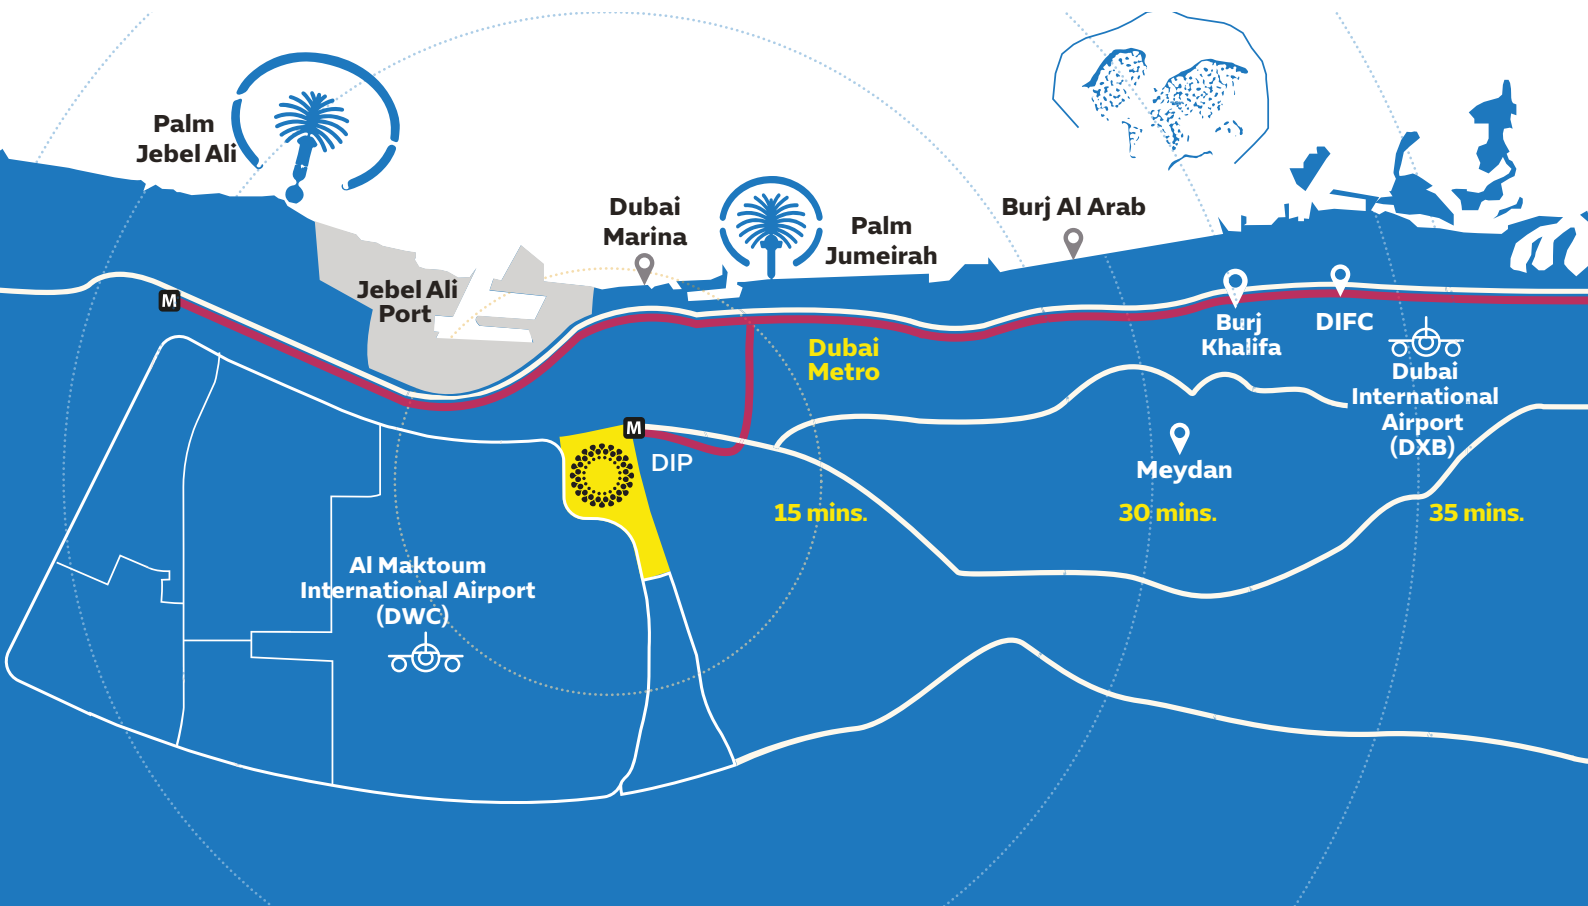 Palm
Jebel Ali
Dubai
Marina
Palm
Jumeirah
Burj Al Arab
Jebel Ali
Port
M
Burj
Khalifa
DIFC
Dubai
Metro
Dubai
International
Airport
(DXB)
M
DIP
Meydan
15 mins.
30 mins.
35 mins.
Al Maktoum
International Airport
(DWC)